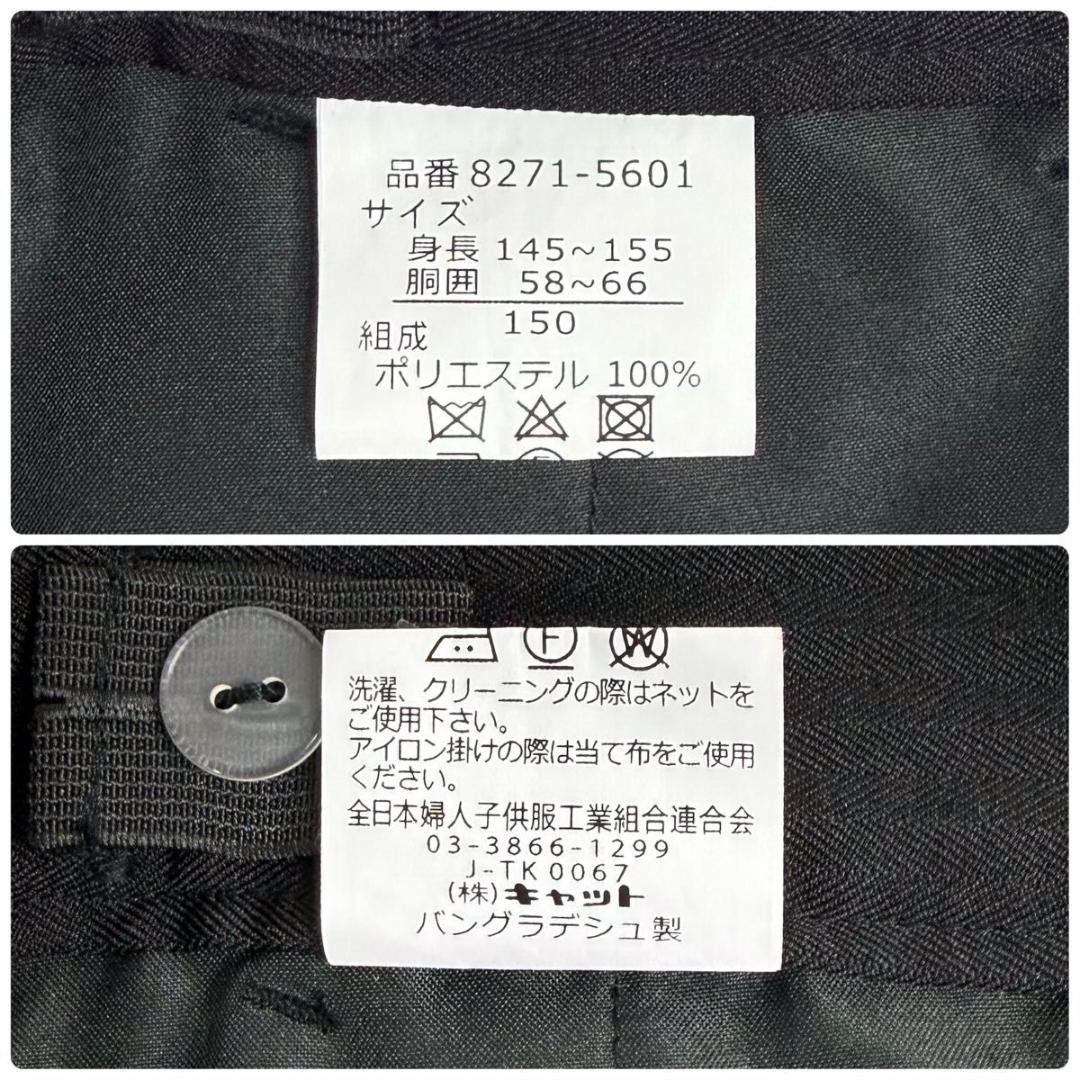 品番 8271-5601
サイズ
身長 145～155
胴囲 58～66
150
組成
ポリエステル 100%
F
W
洗濯、クリーニングの際はネットを
ご使用下さい。
アイロン掛けの際は当て布をご使用
ください。
全日本婦人子供服工業組合連合会
03-3866-1299
J-TK0067
(株)キャット
バングラデシュ製